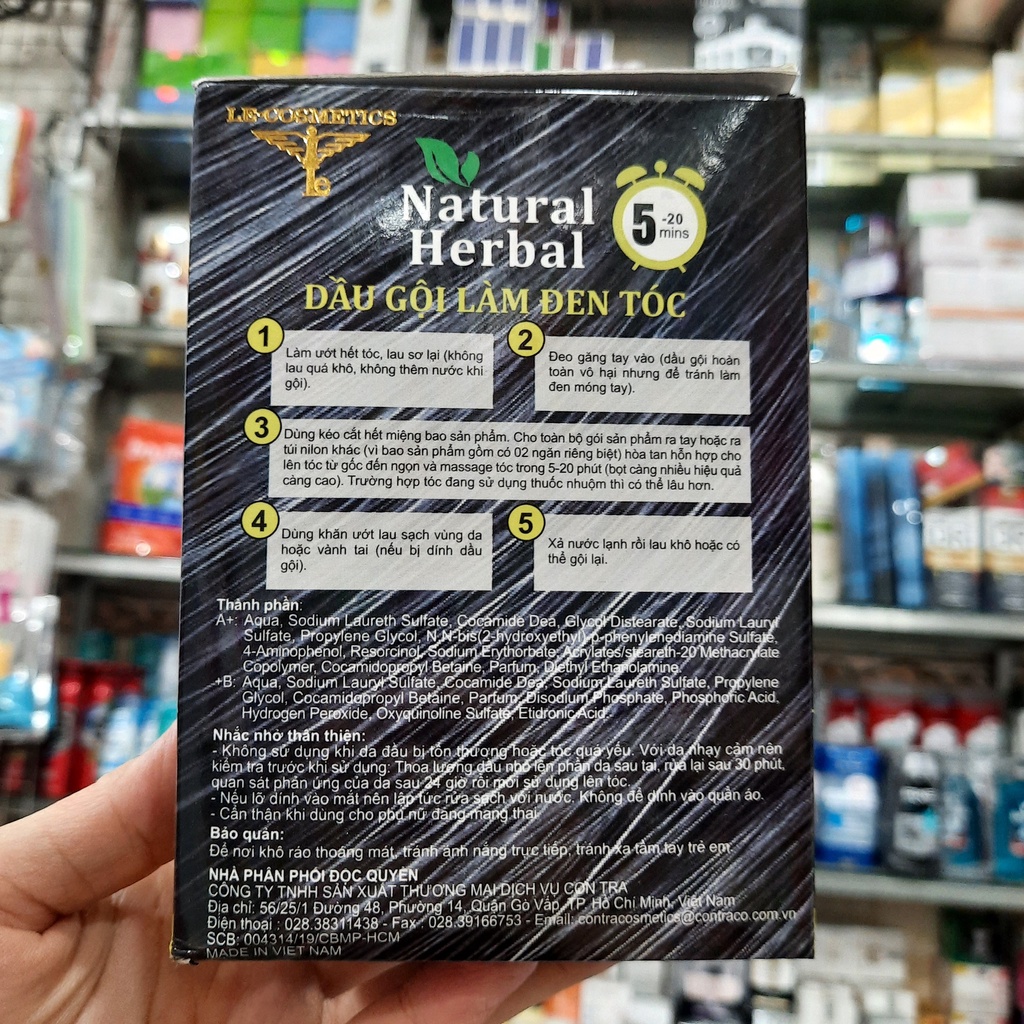 LE COSMETICS
Natural
Herbal
5 -20
mins
DẦU GỘI LÀM ĐEN TÓC
1
Làm ướt hết tóc, lau sơ lại (không
lau quá khô, không thêm nước khi
gội).
2
Đeo găng tay vào (dầu gội hoàn
toàn vô hại nhưng để tránh làm
đen móng tay).
3
Dùng kéo cắt hết miệng bao sản phẩm. Cho toàn bộ gói sản phẩm ra tay hoặc ra
túi nilon khác (vì bao sản phẩm gồm có 02 ngăn riêng biệt) hòa tan hỗn hợp cho
lên tóc từ gốc đến ngọn và massage tóc trong 5-20 phút (bọt càng nhiều hiệu quả
càng cao). Trường hợp tóc đang sử dụng thuốc nhuộm thì có thể lâu hơn.
4
Dùng khăn ướt lau sạch vùng da
hoặc vành tai (nếu bị dính dầu
gội).
5
Xả nước lạnh rồi lau khô hoặc có
thể gội lại.
Thành phần:
A+: Aqua, Sodium Laureth Sulfate, Cocamide Dea, Glycol Distearate, Sodium Lauryl
Sulfate, Propylene Glycol, N,N-bis(2-hydroxyethyl)-p-phenylenediamine Sulfate,
4-Aminophenol, Resorcinol, Sodium Erythorbate, Acrylates/steareth-20 Methacrylate
Copolymer, Cocamidopropyl Betaine, Parfum, Diethyl Ethanolamine.
+B: Aqua, Sodium Lauryl Sulfate, Cocamide Dea, Sodium Laureth Sulfate, Propylene
Glycol, Cocamidopropyl Betaine, Parfum, Disodium Phosphate, Phosphoric Acid,
Hydrogen Peroxide, Oxyquinoline Sulfate, Etidronic Acid.
Nhắc nhở thân thiện:
- Không sử dụng khi da đầu bị tổn thương hoặc tóc quá yếu. Với da nhạy cảm nên
kiểm tra trước khi sử dụng: Thoa lượng dầu nhỏ lên phần da sau tai, rửa lại sau 30 phút,
quan sát phản ứng của da sau 24 giờ rồi mới sử dụng lên tóc.
- Nếu lỡ dính vào mắt nên lập tức rửa sạch với nước. Không để dính vào quần áo.
- Cẩn thận khi dùng cho phụ nữ đang mang thai.
Bảo quản:
Để nơi khô ráo thoáng mát, tránh ánh nắng trực tiếp, tránh xa tầm tay trẻ em.
NHÀ PHÂN PHỐI ĐỘC QUYỀN
CÔNG TY TNHH SẢN XUẤT THƯƠNG MẠI DỊCH VỤ CON TRA
Địa chỉ: 56/25/1 Đường 48, Phường 14, Quận Gò Vấp, TP. Hồ Chí Minh, Việt Nam
Điện thoại : 028.38311438 - Fax : 028.39166753 - Email: contracosmetics@contraco.com.vn
SCB: 004314/19/CBMP-HCM
MADE IN VIET NAM